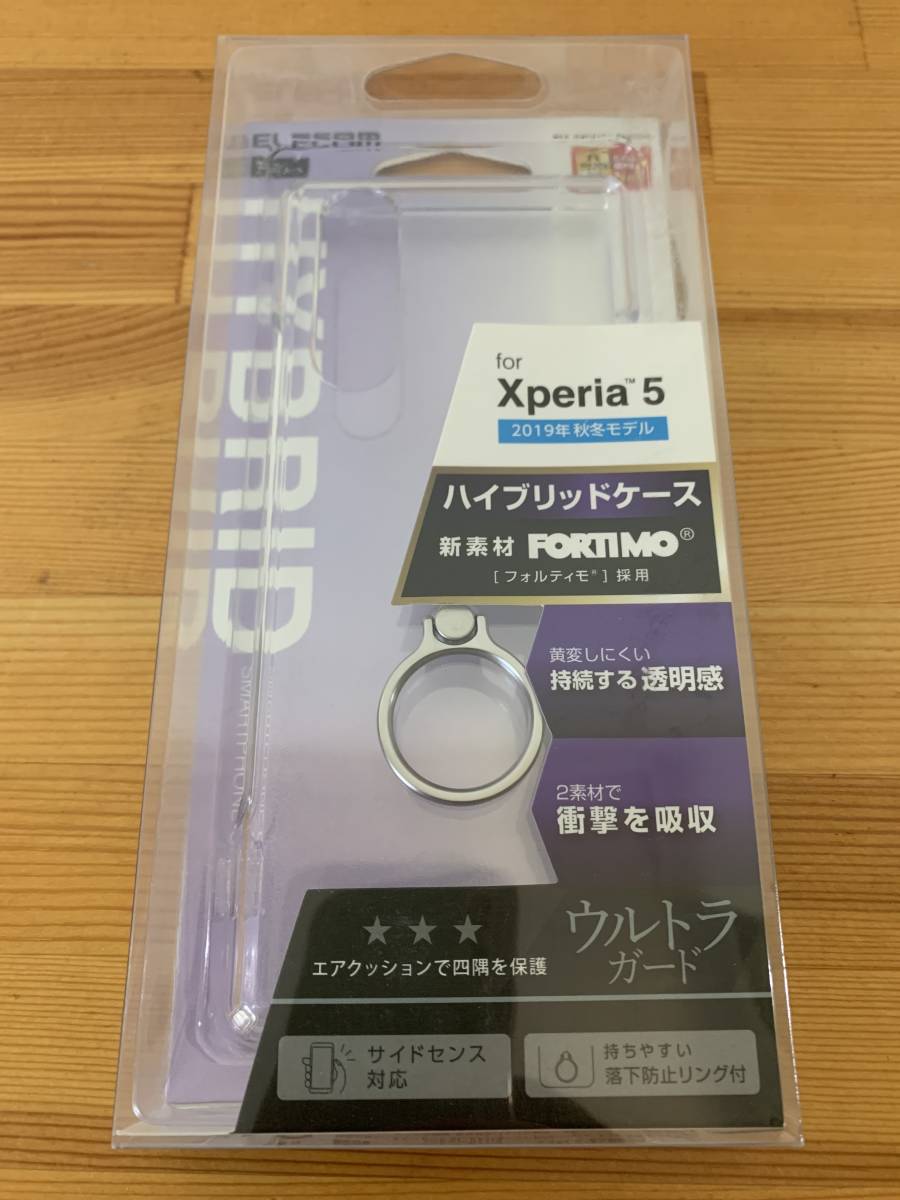 ELECOM
HYBRID
SMARTPHONE
for
Xperia™ 5
2019年 秋冬モデル
ハイブリッドケース
新素材 FORTIMO®
[フォルティモ®] 採用
黄変しにくい
持続する 透明感
2素材で
衝撃を吸収
★★★
エアクッションで四隅を保護
ウルトラ
ガード
サイドセンス
対応
持ちやすい
落下防止リング付